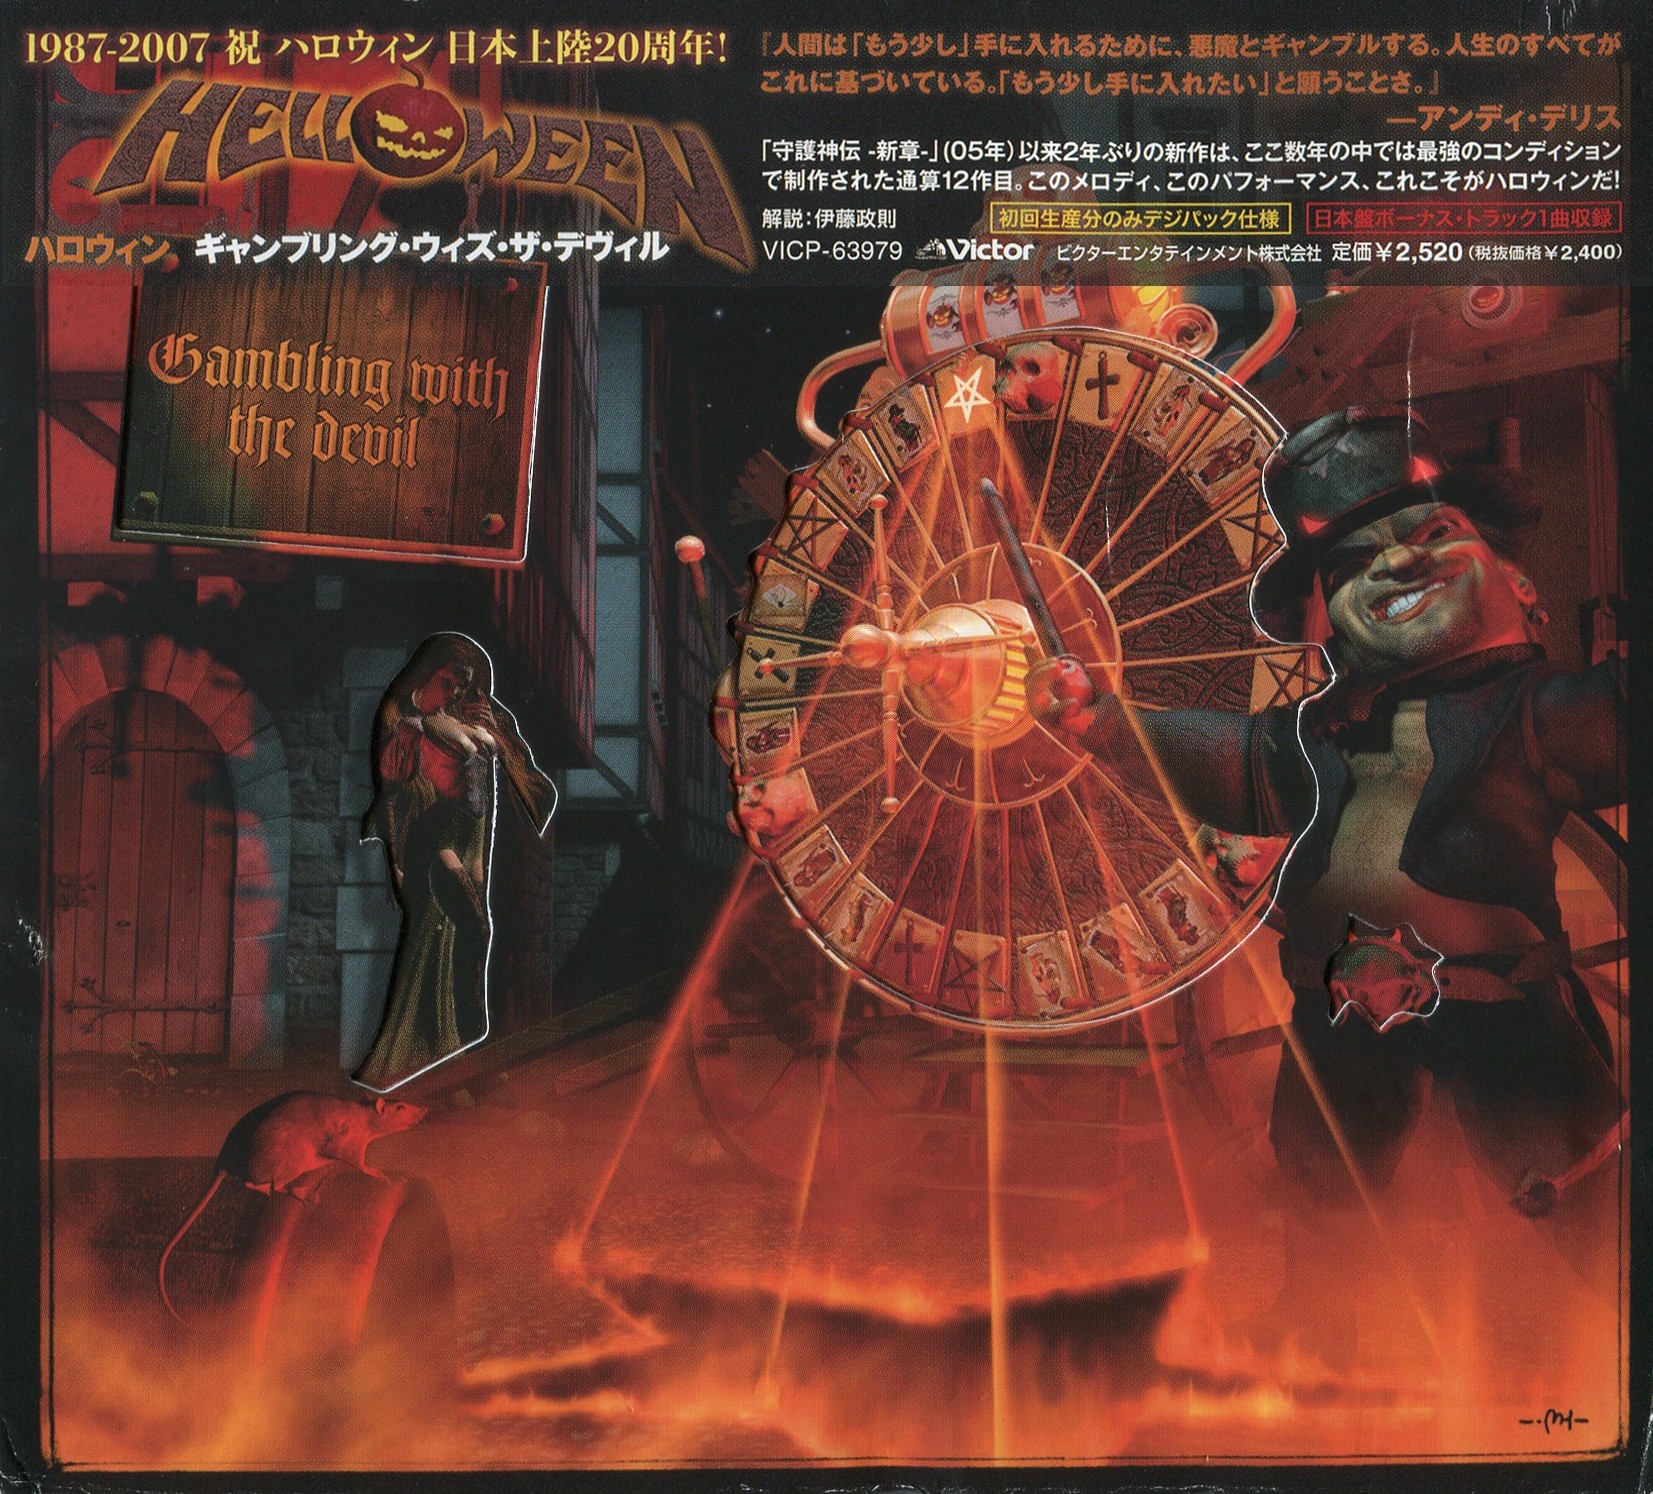 1987-2007 祝 ハロウィン 日本上陸20周年!
HELLOWEEN
ハロウィン ギャンブリング・ウィズ・ザ・デヴィル
『人間は「もう少し」手に入れるために、悪魔とギャンブルする。人生のすべてが
これに基づいている。「もう少し手に入れたい」と願うことさ。』
—アンディ・デリス
「守護神伝 -新章-」(05年)以来2年ぶりの新作は、ここ数年の中では最強のコンディション
で制作された通算12作目。このメロディ、このパフォーマンス、これこそがハロウィンだ!
解説:伊藤政則
初回生産分のみデジパック仕様
日本盤ボーナス・トラック1曲収録
VICP-63979 Victor ビクターエンタテインメント株式会社 定価¥2,520(税抜価格¥2,400)
Gambling with
the devil